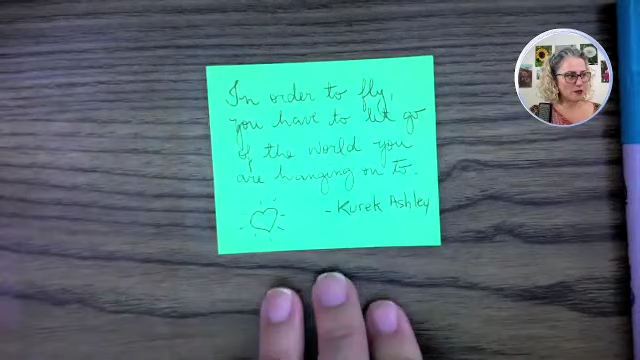 In order to fly,
you have to let go
of the world you
are hanging on to.
- Kurek Ashley